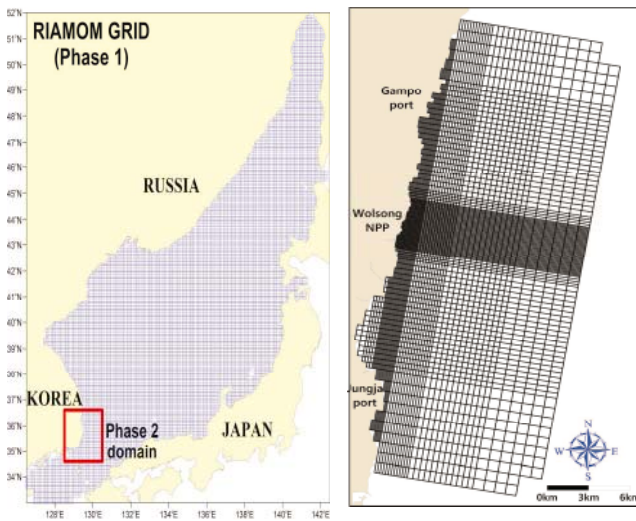 RIAMOM GRID
(Phase 1)
RUSSIA
KOREA
JAPAN
Phase 2
domain
52°N
51°N
50°N
49°N
48°N
47°N
46°N
45°N
44°N
43°N
42°N
41°N
40°N
39°N
38°N
37°N
36°N
35°N
34°N
128°E
130°E
132°E
134°E
136°E
138°E
140°E
142°E
Gampo
port
Wolsong
NPP
Jungja
port
N
W
E
S
0km
3km
6km